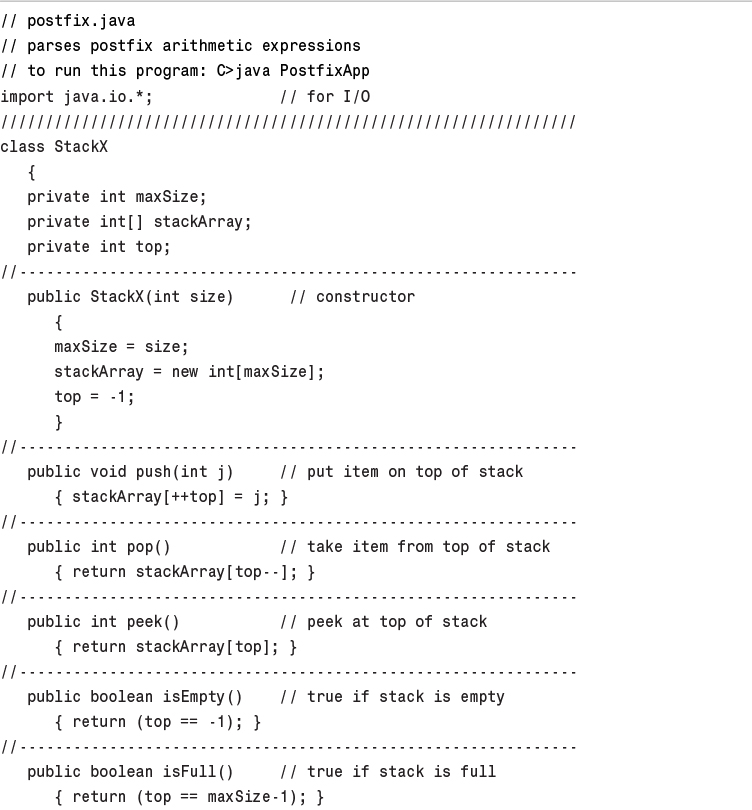 // postfix.java
// parses postfix arithmetic expressions
// to run this program: C>java PostfixApp
import java.io.*;              // for I/O
////////////////////////////////////////////////////////////////
class StackX
   {
   private int maxSize;
   private int[] stackArray;
   private int top;
//--------------------------------------------------------------
   public StackX(int size)      // constructor
      {
      maxSize = size;
      stackArray = new int[maxSize];
      top = -1;
      }
//--------------------------------------------------------------
   public void push(int j)     // put item on top of stack
      { stackArray[++top] = j; }
//--------------------------------------------------------------
   public int pop()            // take item from top of stack
      { return stackArray[top--]; }
//--------------------------------------------------------------
   public int peek()           // peek at top of stack
      { return stackArray[top]; }
//--------------------------------------------------------------
   public boolean isEmpty()    // true if stack is empty
      { return (top == -1); }
//--------------------------------------------------------------
   public boolean isFull()     // true if stack is full
      { return (top == maxSize-1); }